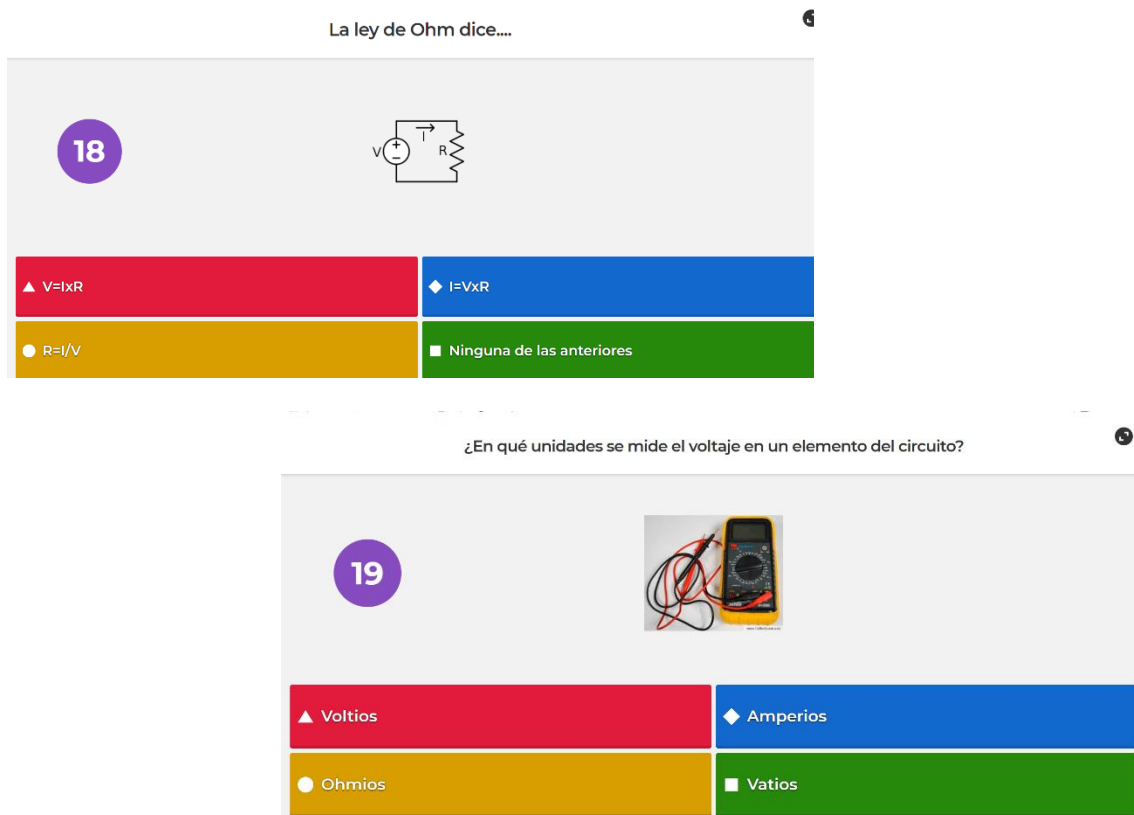 La ley de Ohm dice....
18
V
I
R
V=IxR
I=VxR
R=I/V
Ninguna de las anteriores
¿En qué unidades se mide el voltaje en un elemento del circuito?
19
Voltios
Amperios
Ohmios
Vatios